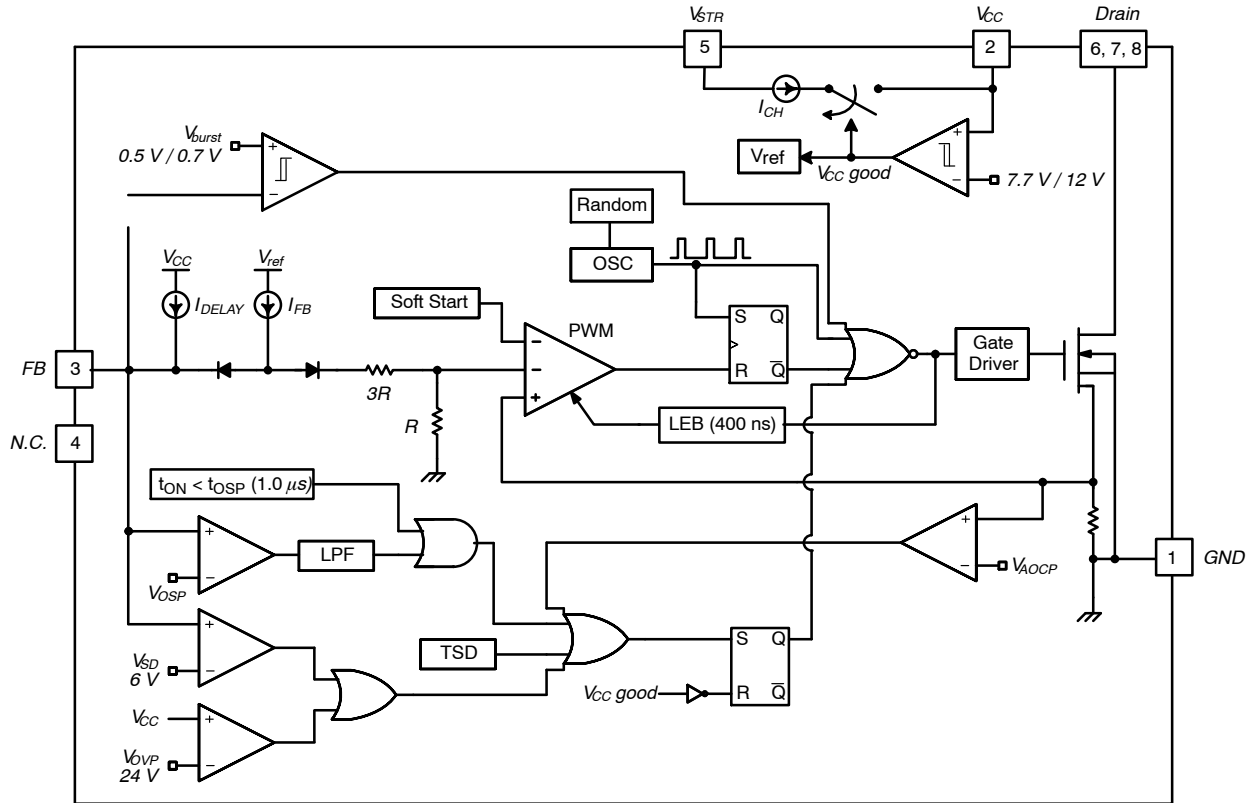 VSTR
VCC
Drain
5
2
6, 7, 8
ICH
Vburst
0.5 V / 0.7 V
+
−
Vref
VCC good
+
−
7.7 V / 12 V
Random
OSC
VCC
Vref
IDELAY
IFB
Soft Start
PWM
−
−
+
S Q
R Q̅
Gate
Driver
FB
3
3R
R
LEB (400 ns)
N.C.
4
tON < tOSP (1.0 µs)
+
−
LPF
VOSP
+
−
VAOCP
1
GND
+
−
VSD
6 V
TSD
S Q
R Q̅
VCC good
VCC
+
−
VOVP
24 V